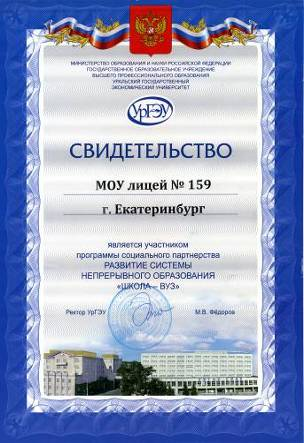 МИНИСТЕРСТВО ОБРАЗОВАНИЯ И НАУКИ РОССИЙСКОЙ ФЕДЕРАЦИИ
ГОСУДАРСТВЕННОЕ ОБРАЗОВАТЕЛЬНОЕ УЧРЕЖДЕНИЕ
ВЫСШЕГО ПРОФЕССИОНАЛЬНОГО ОБРАЗОВАНИЯ
УРАЛЬСКИЙ ГОСУДАРСТВЕННЫЙ
ЭКОНОМИЧЕСКИЙ УНИВЕРСИТЕТ
УрГЭУ
СВИДЕТЕЛЬСТВО
МОУ лицей № 159
г. Екатеринбург
является участником
программы социального партнерства
РАЗВИТИЕ СИСТЕМЫ
НЕПРЕРЫВНОГО ОБРАЗОВАНИЯ
«ШКОЛА – ВУЗ»
Ректор УрГЭУ М.В. Фёдоров